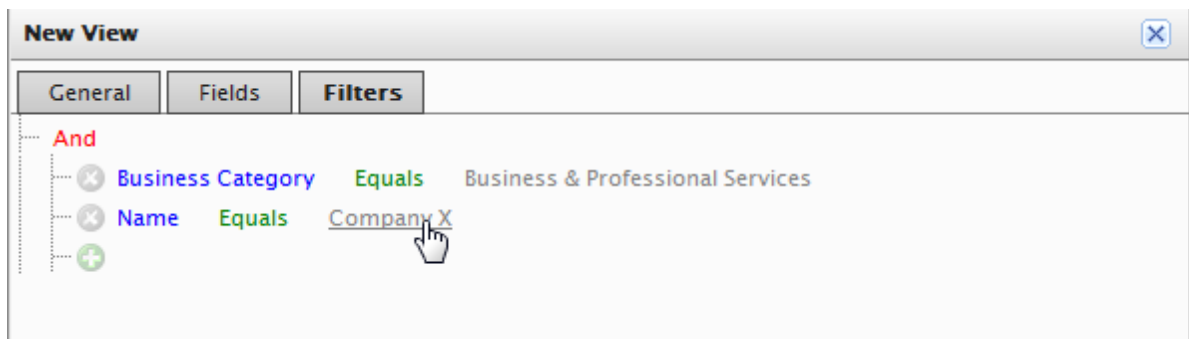 New View
General Fields Filters
And
Business Category Equals Business & Professional Services
Name Equals Company X